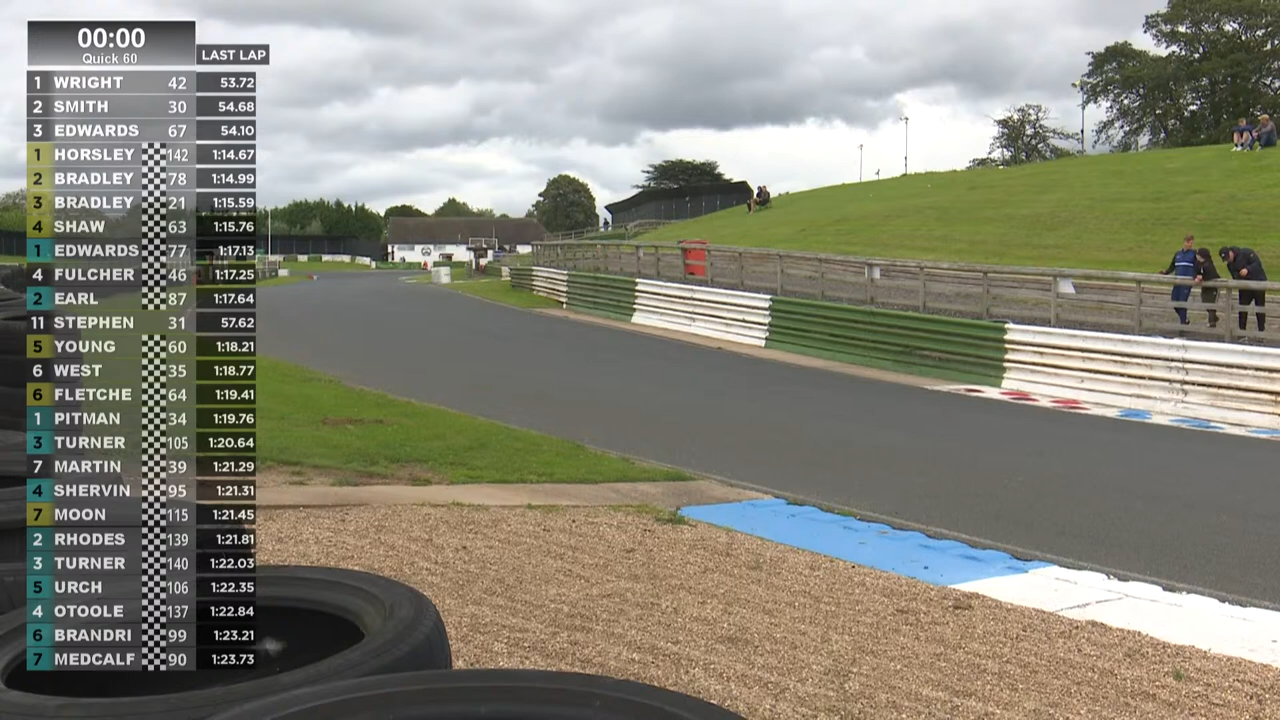 00:00
Quick 60
LAST LAP
1 WRIGHT 42 53.72
2 SMITH 30 54.68
3 EDWARDS 67 54.10
1 HORSLEY 142 1:14.67
2 BRADLEY 78 1:14.99
3 BRADLEY 21 1:15.59
4 SHAW 63 1:15.76
1 EDWARDS 77 1:17.13
4 FULCHER 46 1:17.25
2 EARL 87 1:17.64
11 STEPHEN 31 57.62
5 YOUNG 60 1:18.21
6 WEST 35 1:18.77
6 FLETCHE 64 1:19.41
1 PITMAN 34 1:19.76
3 TURNER 105 1:20.64
7 MARTIN 39 1:21.29
4 SHERVIN 95 1:21.31
7 MOON 115 1:21.45
2 RHODES 139 1:21.81
3 TURNER 140 1:22.03
5 URCH 106 1:22.35
4 OTOOLE 137 1:22.84
6 BRANDRI 99 1:23.21
7 MEDCALF 90 1:23.73